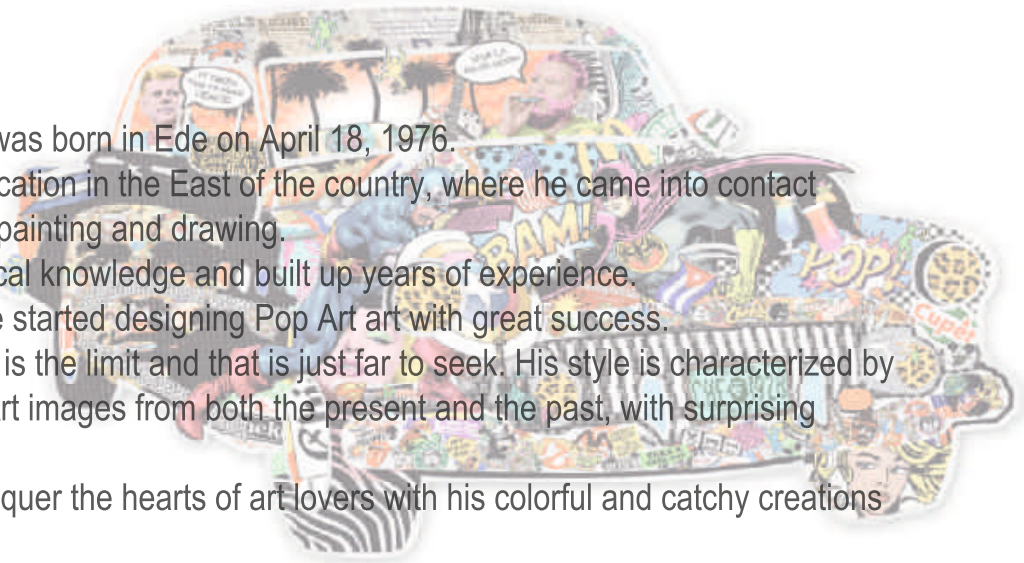 was born in Ede on April 18, 1976.
cation in the East of the country, where he came into contact
painting and drawing.
cal knowledge and built up years of experience.
e started designing Pop Art art with great success.
is the limit and that is just far to seek. His style is characterized by
rt images from both the present and the past, with surprising
quer the hearts of art lovers with his colorful and catchy creations
BAM!
POP!
Cuper